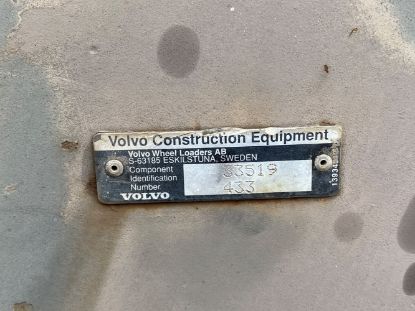 Volvo Construction Equipment
Volvo Wheel Loaders AB
S-63185 ESKILSTUNA, SWEDEN
Component
Identification
Number
33519
433
VOLVO